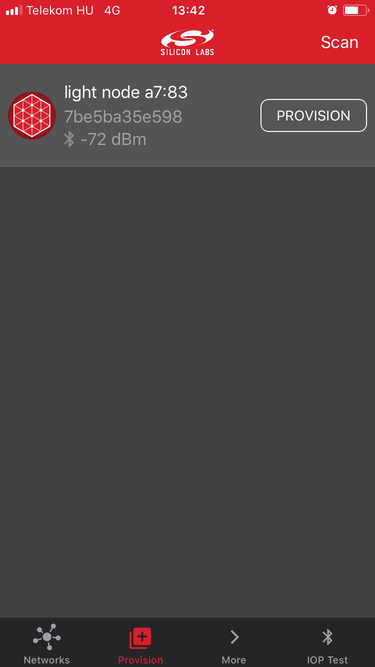 Telekom HU 4G 13:42
SILICON LABS
Scan
light node a7:83
7be5ba35e598
-72 dBm
PROVISION
Networks Provision More IOP Test